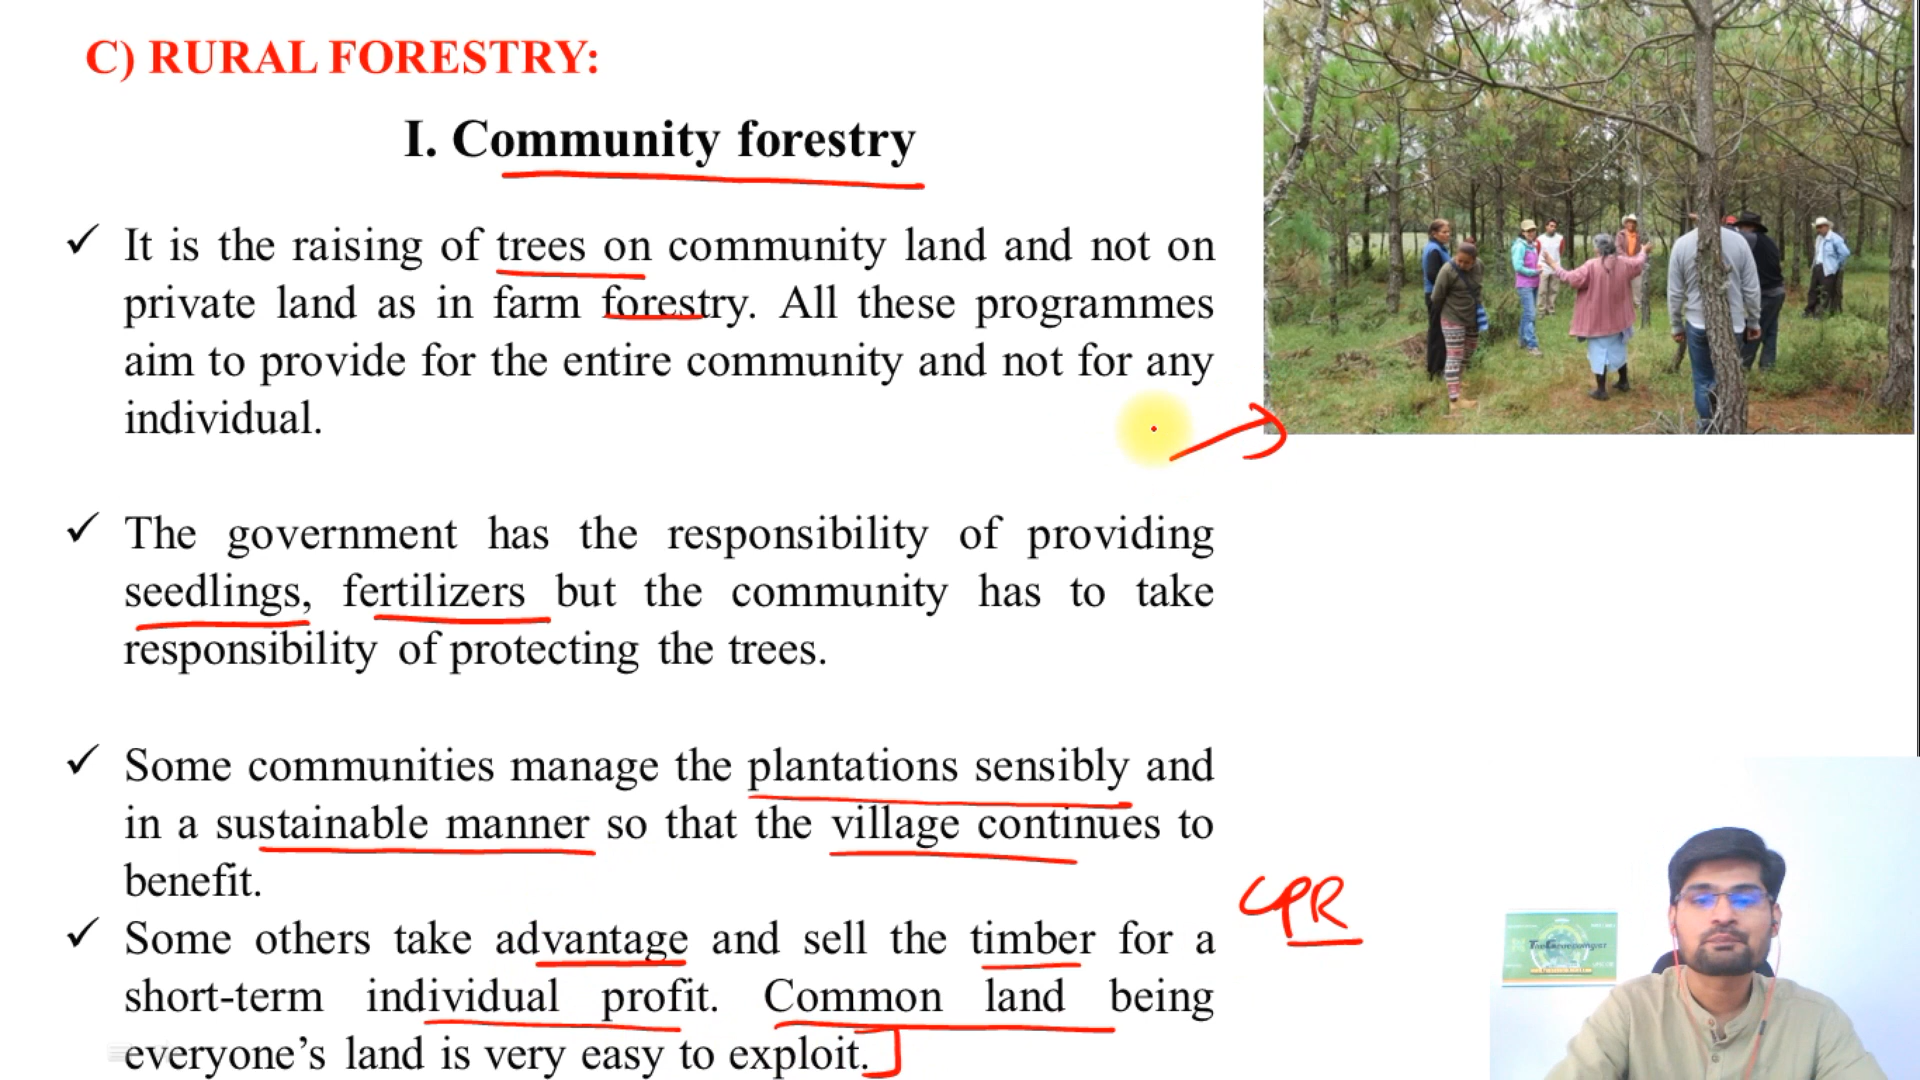 C) RURAL FORESTRY:
I. Community forestry
✓ It is the raising of trees on community land and not on
private land as in farm forestry. All these programmes
aim to provide for the entire community and not for any
individual.
✓ The government has the responsibility of providing
seedlings, fertilizers but the community has to take
responsibility of protecting the trees.
✓ Some communities manage the plantations sensibly and
in a sustainable manner so that the village continues to
benefit.
✓ Some others take advantage and sell the timber for a
short-term individual profit. Common land being
everyone's land is very easy to exploit.
CPR